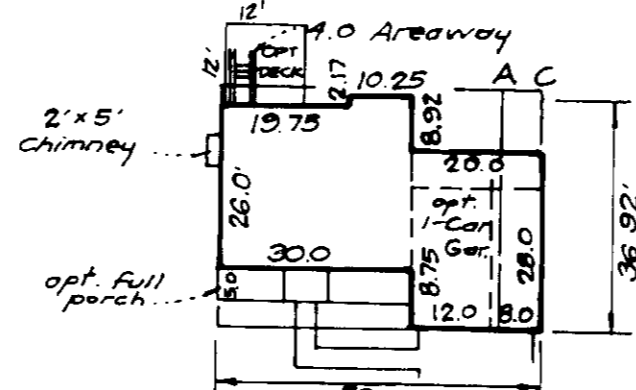 12'
4.0 Areaway
12'
OPT
DECK
2.17
10.25
A C
2'x5'
Chimney
19.75
8.92
20.0
26.0'
opt.
1-Car
Gar.
28.0
36.92'
30.0
opt. full
porch
5.0
8.75
12.0
8.0